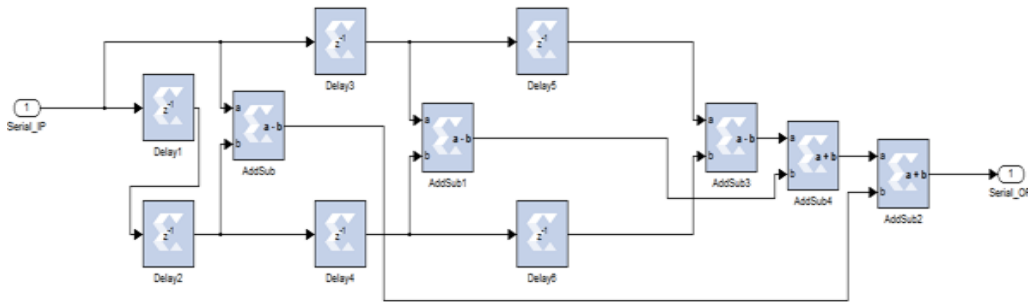 z⁻¹
z⁻¹
Delay3
Delay5
1
Serial_IP
z⁻¹
Delay1
a
b
a - b
AddSub
a
b
a - b
AddSub1
a
b
a - b
AddSub3
a
b
a + b
AddSub4
a
b
a + b
AddSub2
1
Serial_OP
z⁻¹
Delay2
z⁻¹
Delay4
z⁻¹
Delay6